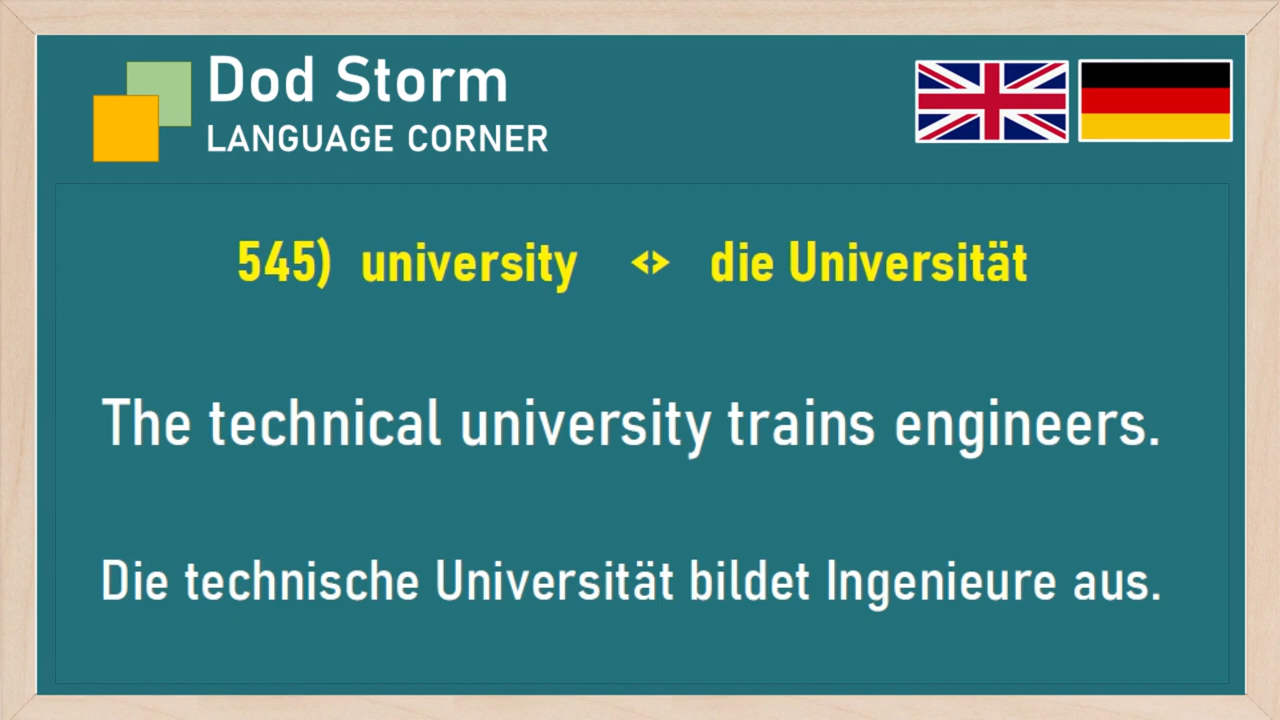 Dod Storm
LANGUAGE CORNER
545) university <> die Universität
The technical university trains engineers.
Die technische Universität bildet Ingenieure aus.